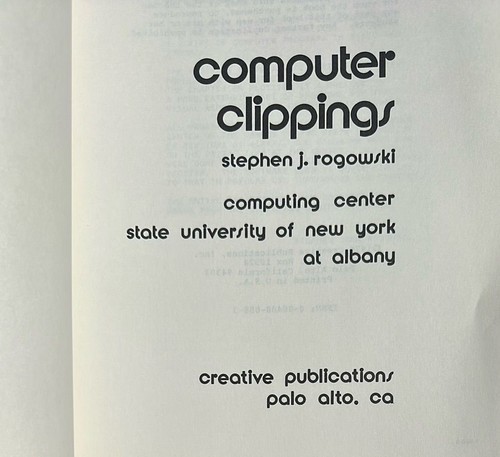 computer
clippings
stephen j. rogowski
computing center
state university of new york
at albany
creative publications
palo alto, ca